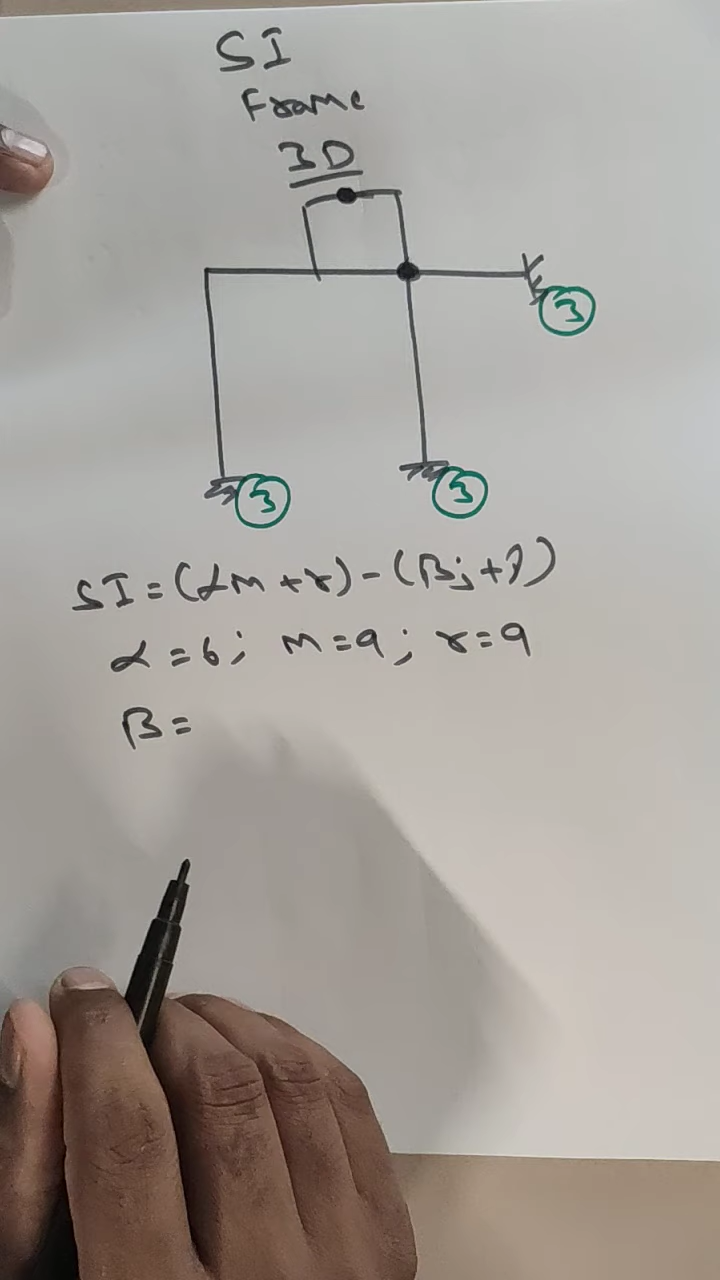 SI
Frame
3D
3
3
3
SI = (αm + r) - (βj + ?)
α = 6; m = 9; r = 9
β =